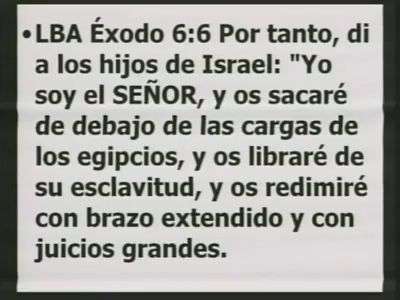 •LBA Éxodo 6:6 Por tanto, di
a los hijos de Israel: "Yo
soy el SEÑOR, y os sacaré
de debajo de las cargas de
los egipcios, y os libraré de
su esclavitud, y os redimiré
con brazo extendido y con
juicios grandes.